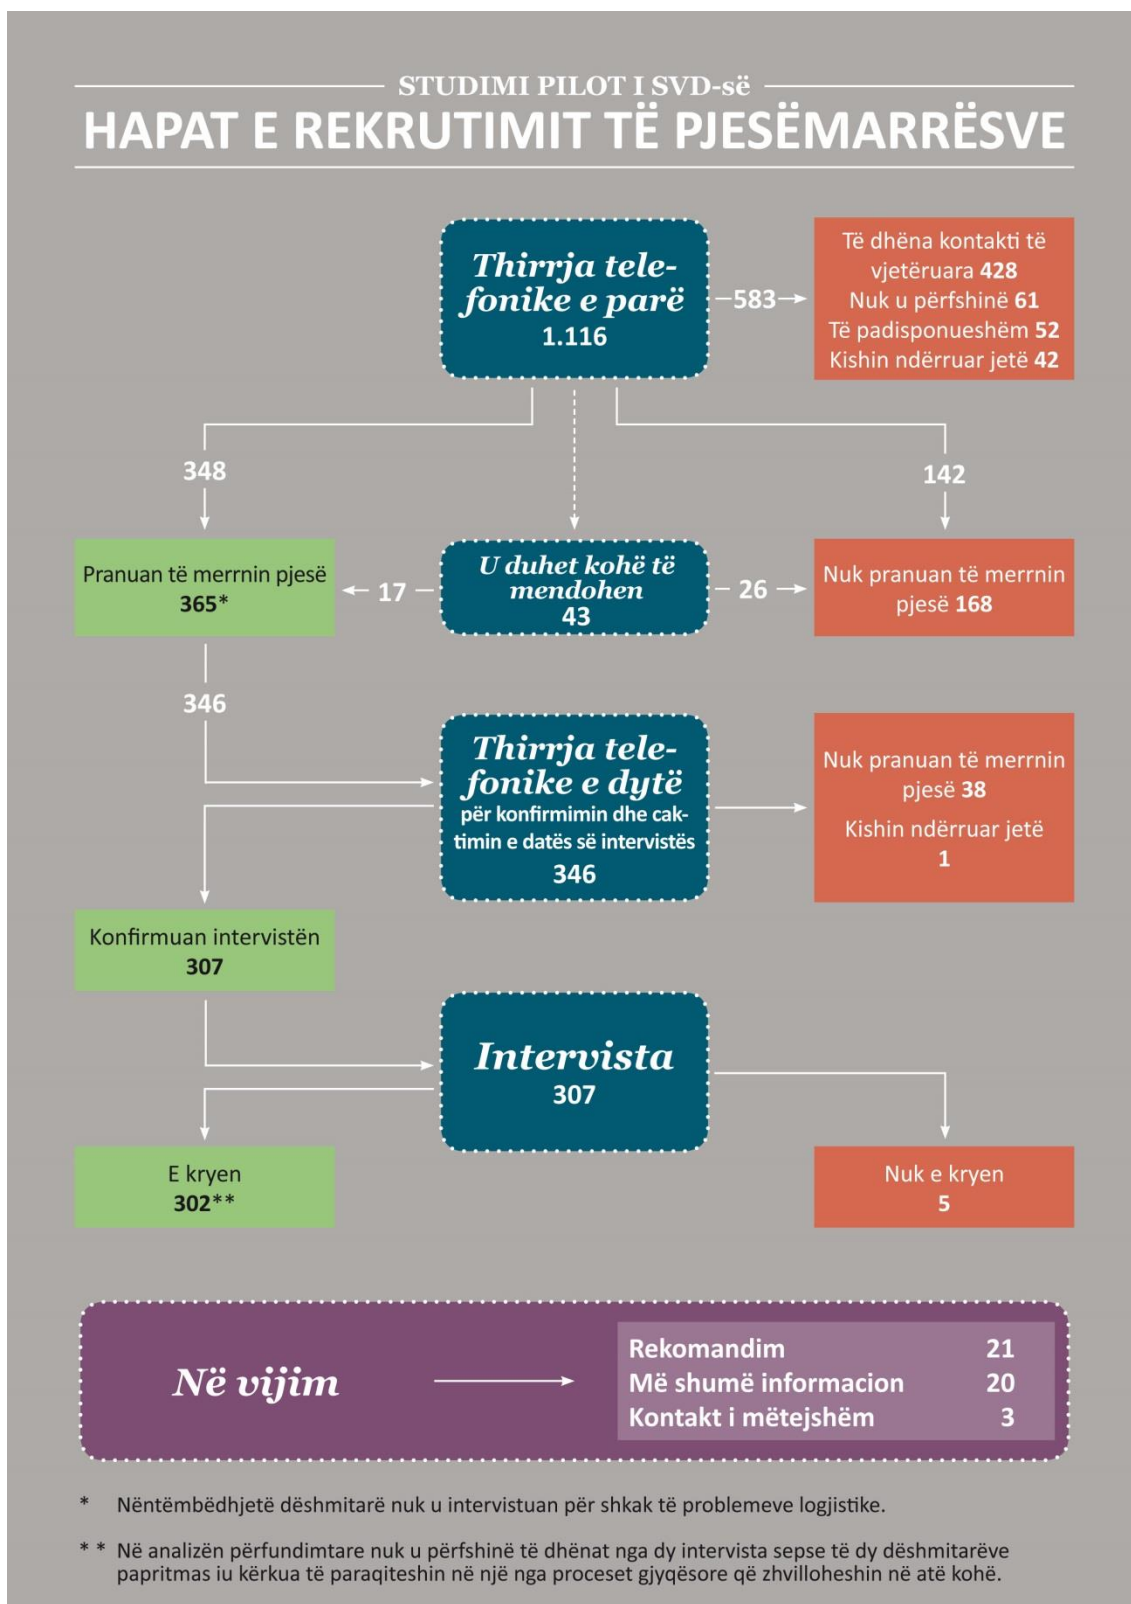 STUDIMI PILOT I SVD-së
HAPAT E REKRUTIMIT TË PJESËMARRËSVE
Thirrja tele-
fonike e parë
1.116
583
Të dhëna kontakti të
vjetëruara 428
Nuk u përfshinë 61
Të padisponueshëm 52
Kishin ndërruar jetë 42
348
142
Pranuan të merrnin pjesë
365*
17
U duhet kohë të
mendohen
43
26
Nuk pranuan të merrnin
pjesë 168
346
Thirrja tele-
fonike e dytë
për konfirmimin dhe cak-
timin e datës së intervistës
346
Nuk pranuan të merrnin
pjesë 38
Kishin ndërruar jetë
1
Konfirmuan intervistën
307
Intervista
307
E kryen
302**
Nuk e kryen
5
Në vijim
Rekomandim 21
Më shumë informacion 20
Kontakt i mëtejshëm 3
* Nëntëmbëdhjetë dëshmitarë nuk u intervistuan për shkak të problemeve logjistike.
* * Në analizën përfundimtare nuk u përfshinë të dhënat nga dy intervista sepse të dy dëshmitarëve
papritmas iu kërkua të paraqiteshin në një nga proceset gjyqësore që zhvilloheshin në atë kohë.